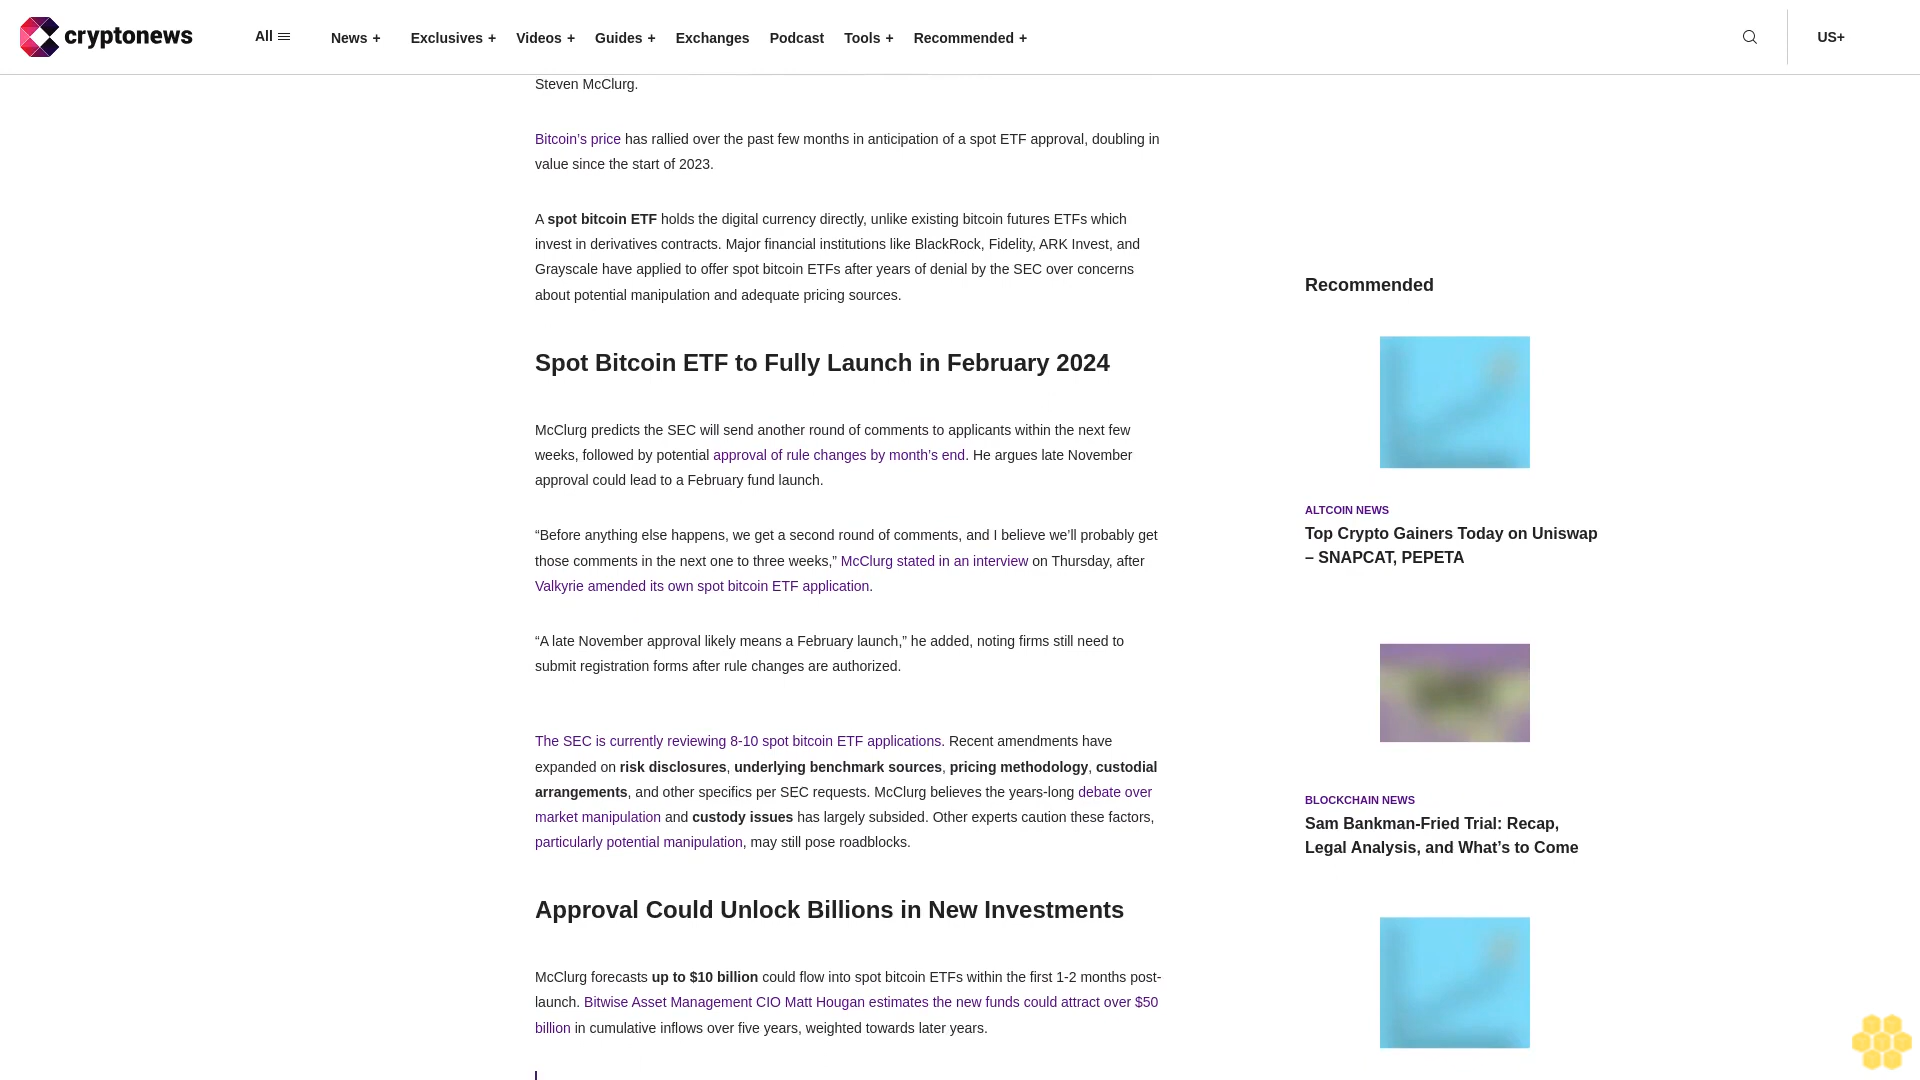 cryptonews
All
News +
Exclusives +
Videos +
Guides +
Exchanges
Podcast
Tools +
Recommended +
US+
Steven McClurg.
Bitcoin’s price has rallied over the past few months in anticipation of a spot ETF approval, doubling in
value since the start of 2023.
A spot bitcoin ETF holds the digital currency directly, unlike existing bitcoin futures ETFs which
invest in derivatives contracts. Major financial institutions like BlackRock, Fidelity, ARK Invest, and
Grayscale have applied to offer spot bitcoin ETFs after years of denial by the SEC over concerns
about potential manipulation and adequate pricing sources.
Spot Bitcoin ETF to Fully Launch in February 2024
McClurg predicts the SEC will send another round of comments to applicants within the next few
weeks, followed by potential approval of rule changes by month’s end. He argues late November
approval could lead to a February fund launch.
“Before anything else happens, we get a second round of comments, and I believe we’ll probably get
those comments in the next one to three weeks,” McClurg stated in an interview on Thursday, after
Valkyrie amended its own spot bitcoin ETF application.
“A late November approval likely means a February launch,” he added, noting firms still need to
submit registration forms after rule changes are authorized.
The SEC is currently reviewing 8-10 spot bitcoin ETF applications. Recent amendments have
expanded on risk disclosures, underlying benchmark sources, pricing methodology, custodial
arrangements, and other specifics per SEC requests. McClurg believes the years-long debate over
market manipulation and custody issues has largely subsided. Other experts caution these factors,
particularly potential manipulation, may still pose roadblocks.
Approval Could Unlock Billions in New Investments
McClurg forecasts up to $10 billion could flow into spot bitcoin ETFs within the first 1-2 months post-
launch. Bitwise Asset Management CIO Matt Hougan estimates the new funds could attract over $50
billion in cumulative inflows over five years, weighted towards later years.
Recommended
ALTCOIN NEWS
Top Crypto Gainers Today on Uniswap
– SNAPCAT, PEPETA
BLOCKCHAIN NEWS
Sam Bankman-Fried Trial: Recap,
Legal Analysis, and What’s to Come